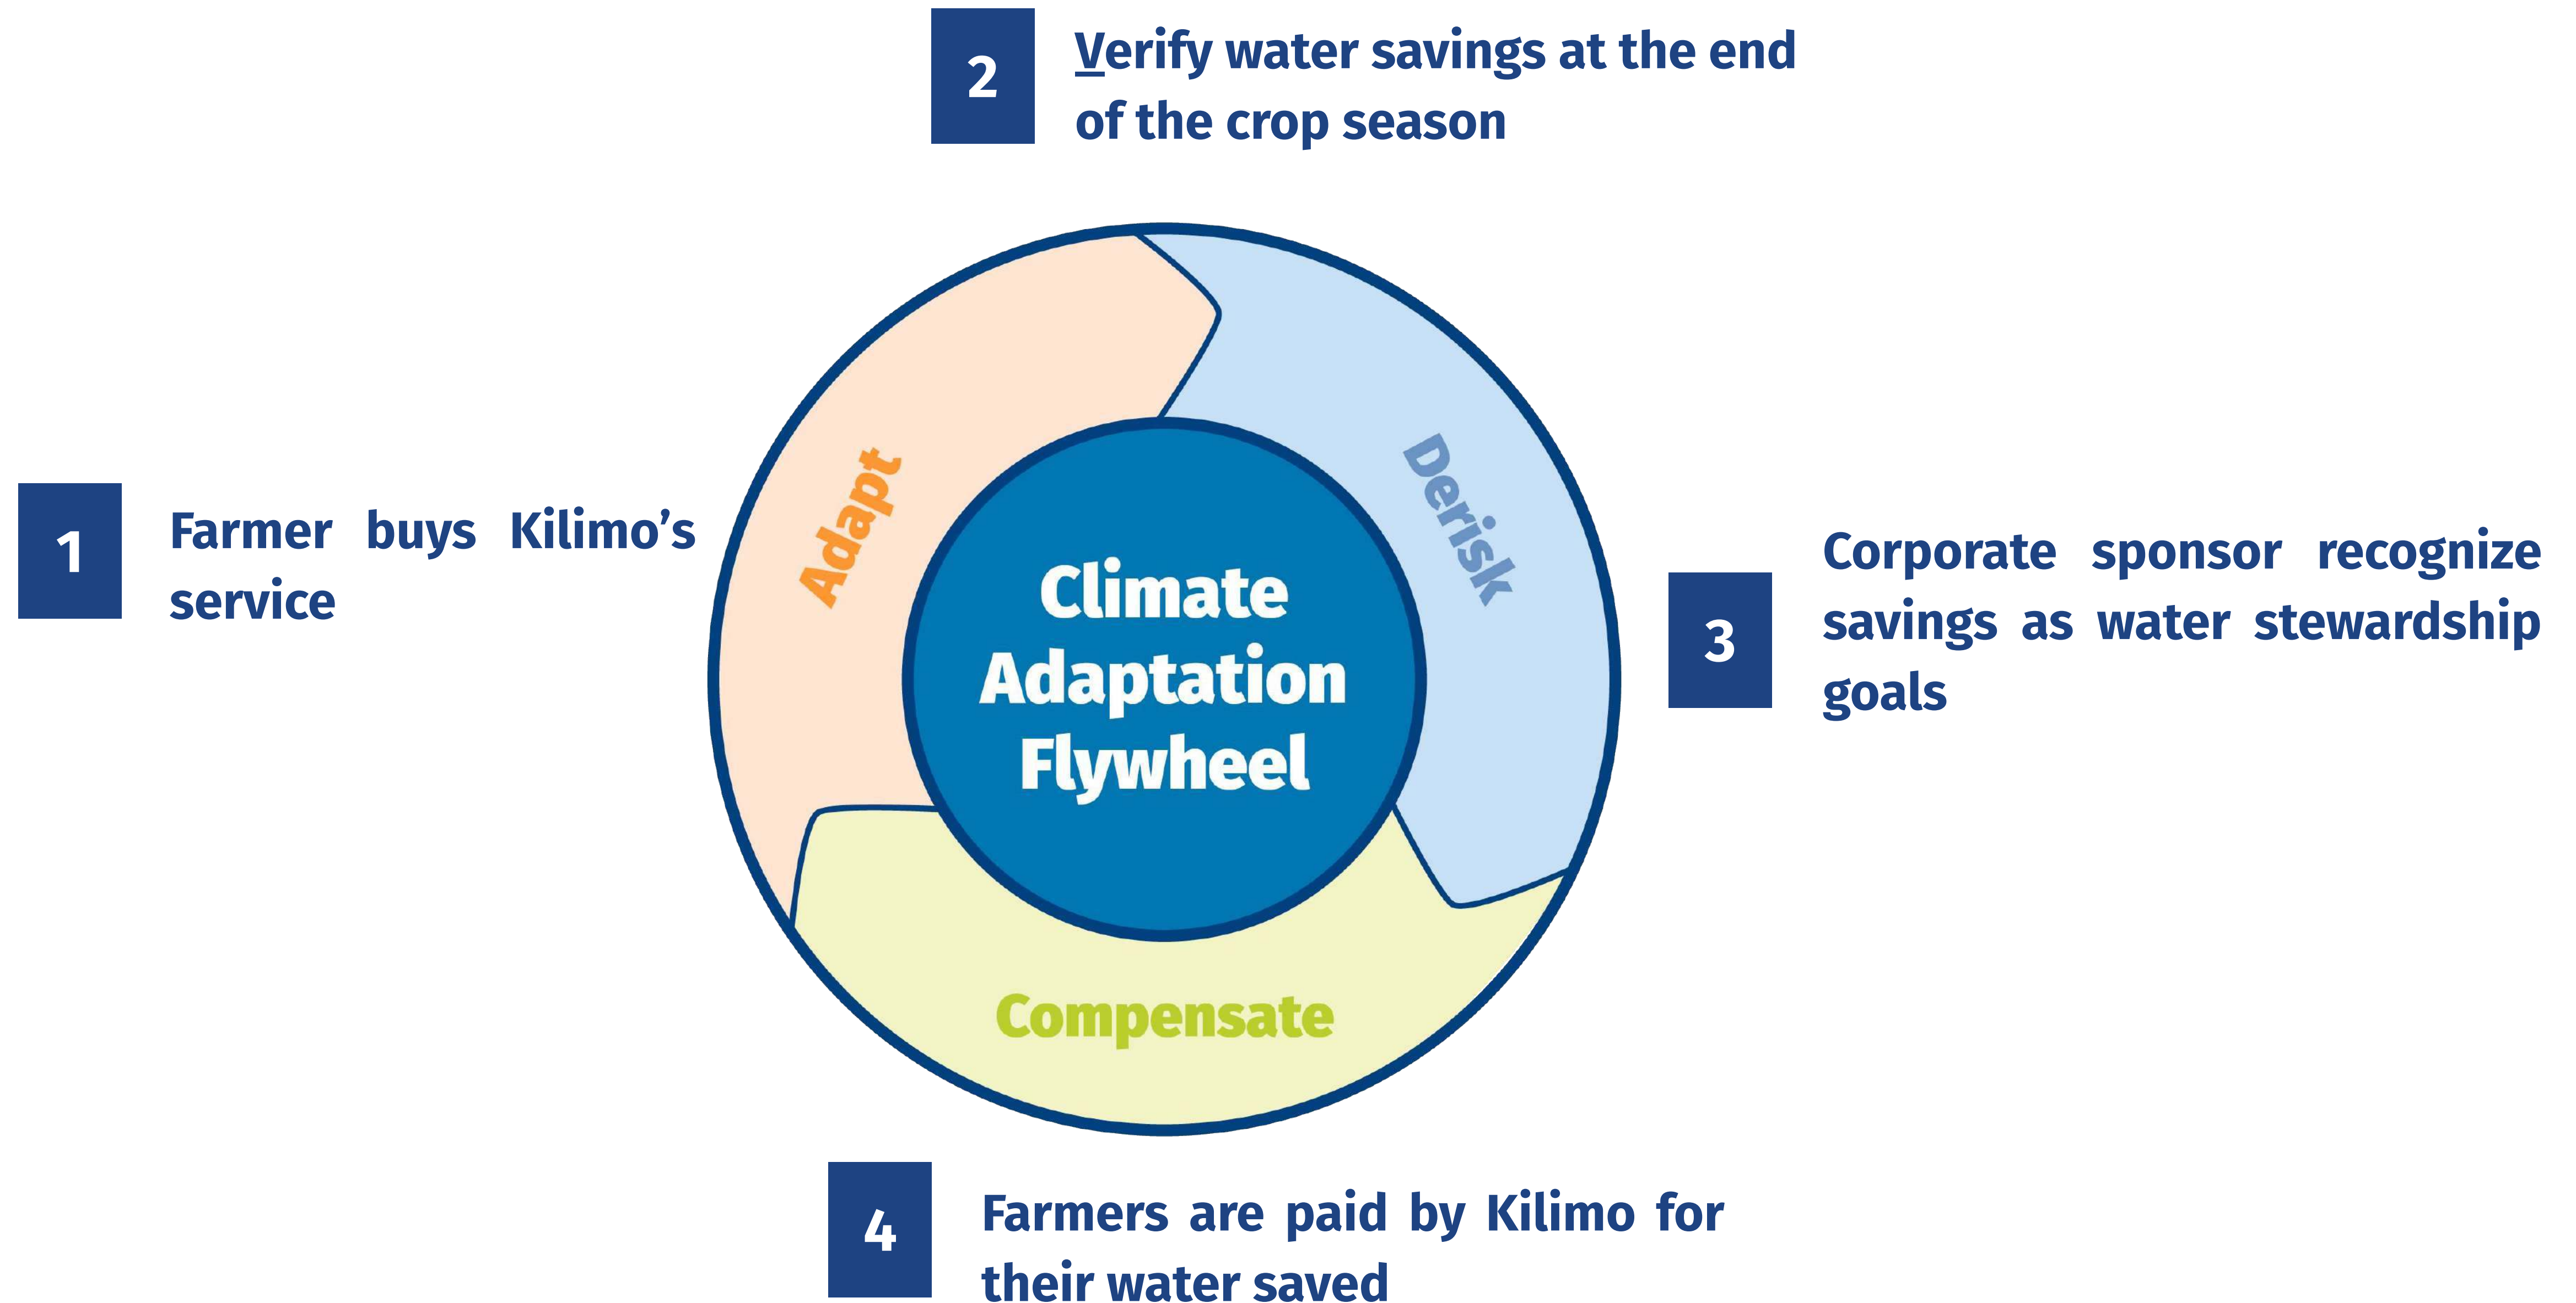 2
Verify water savings at the end
of the crop season
1
Farmer buys Kilimo’s
service
Adapt
Derisk
Climate
Adaptation
Flywheel
3
Corporate sponsor recognize
savings as water stewardship
goals
Compensate
4
Farmers are paid by Kilimo for
their water saved